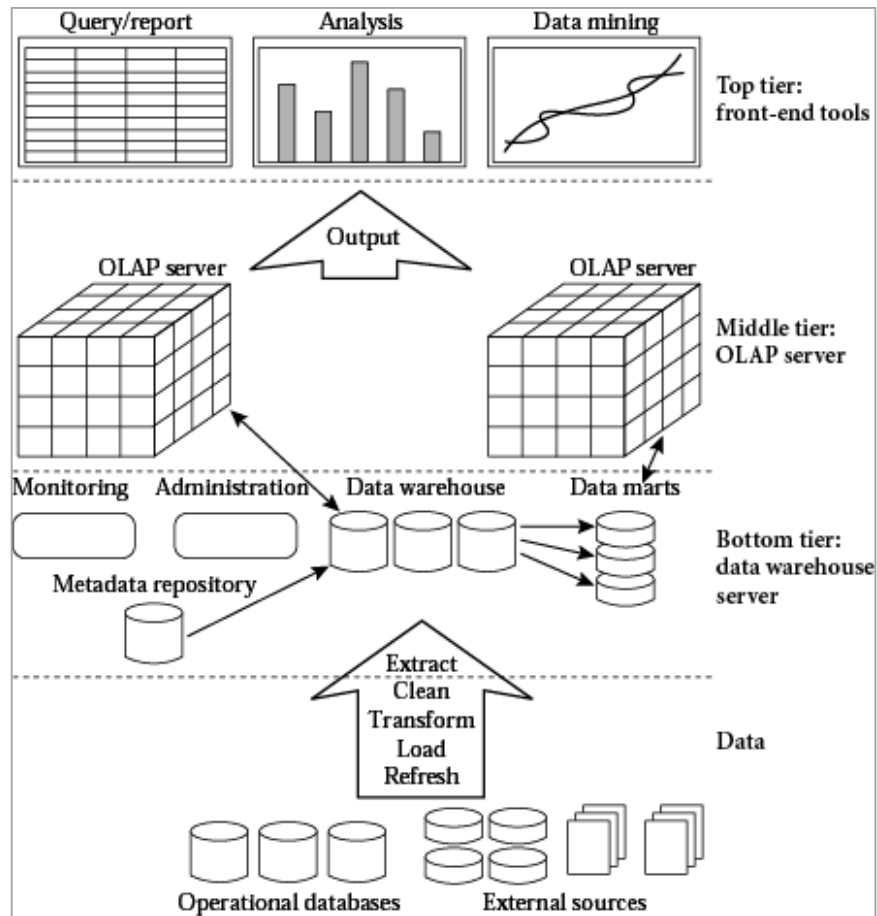 Query/report
Analysis
Data mining
Top tier:
front-end tools
Output
OLAP server
OLAP server
Middle tier:
OLAP server
Monitoring
Administration
Data warehouse
Data marts
Bottom tier:
data warehouse
server
Metadata repository
Extract
Clean
Transform
Load
Refresh
Data
Operational databases
External sources